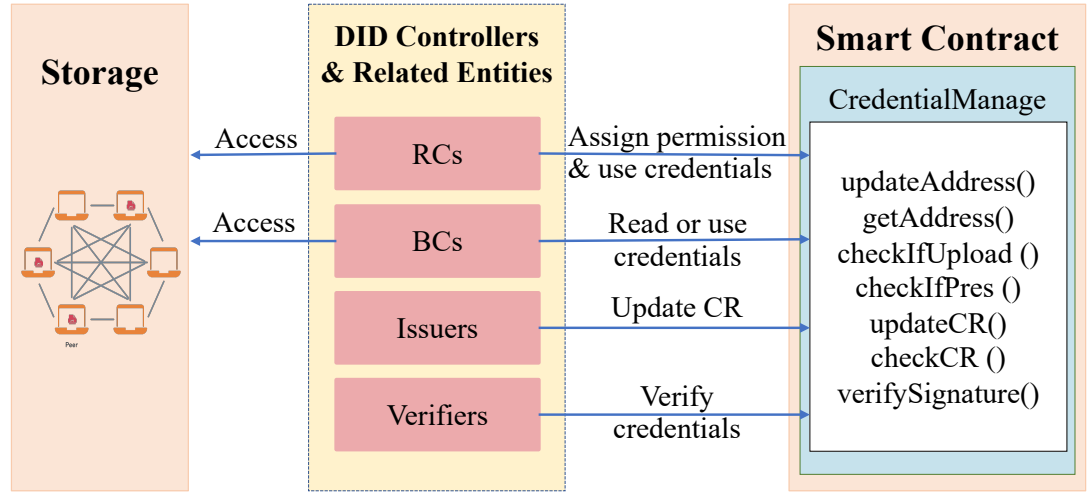 Storage
Peer
DID Controllers
& Related Entities
Access
RCs
Assign permission
& use credentials
Access
BCs
Read or use
credentials
Issuers
Update CR
Verifiers
Verify
credentials
Smart Contract
CredentialManage
updateAddress()
getAddress()
checkIfUpload ()
checkIfPres ()
updateCR()
checkCR ()
verifySignature()